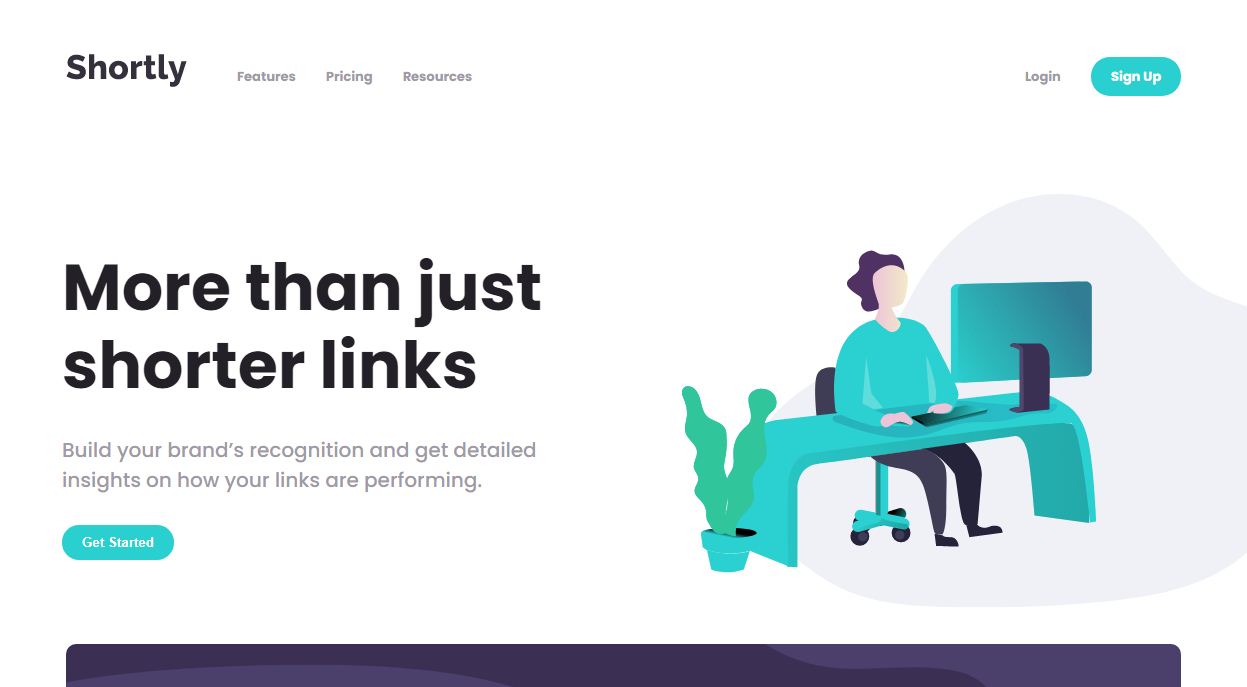 Shortly
Features
Pricing
Resources
Login
Sign Up
More than just
shorter links
Build your brand’s recognition and get detailed
insights on how your links are performing.
Get Started